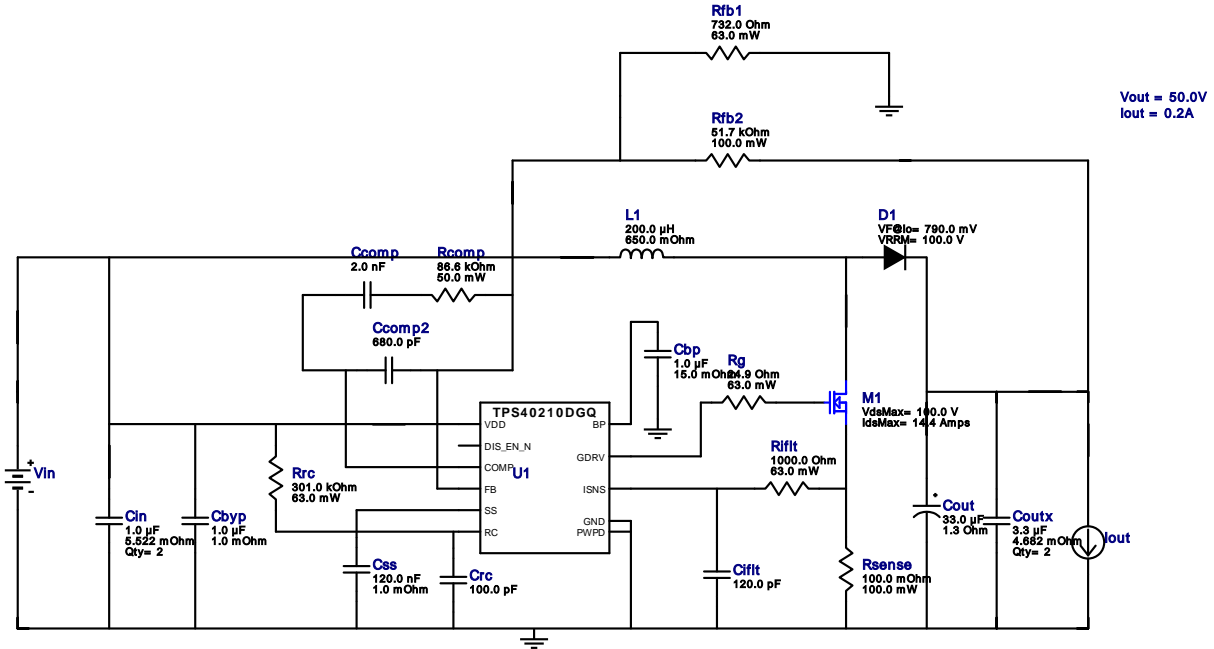 Rfb1
732.0 Ohm
63.0 mW
Vout = 50.0V
Iout = 0.2A
Rfb2
51.7 kOhm
100.0 mW
L1
200.0 µH
650.0 mOhm
D1
VF@Io= 790.0 mV
VRRM= 100.0 V
Ccomp
2.0 nF
Rcomp
86.6 kOhm
50.0 mW
Ccomp2
680.0 pF
Cbp
1.0 µF
15.0 mOhm
Rg
24.9 Ohm
63.0 mW
M1
VdsMax= 100.0 V
IdsMax= 14.4 Amps
TPS40210DGQ
VDD
BP
DIS_EN_N
GDRV
COMP
U1
FB
ISNS
SS
GND
RC
PWPD
Riflt
1000.0 Ohm
63.0 mW
Vin
+
-
Rrc
301.0 kOhm
63.0 mW
Cin
1.0 µF
5.522 mOhm
Qty= 2
Cbyp
1.0 µF
1.0 mOhm
Css
120.0 nF
1.0 mOhm
Crc
100.0 pF
Ciflt
120.0 pF
Rsense
100.0 mOhm
100.0 mW
Cout
33.0 µF
1.3 Ohm
Coutx
3.3 µF
4.682 mOhm
Qty= 2
Iout